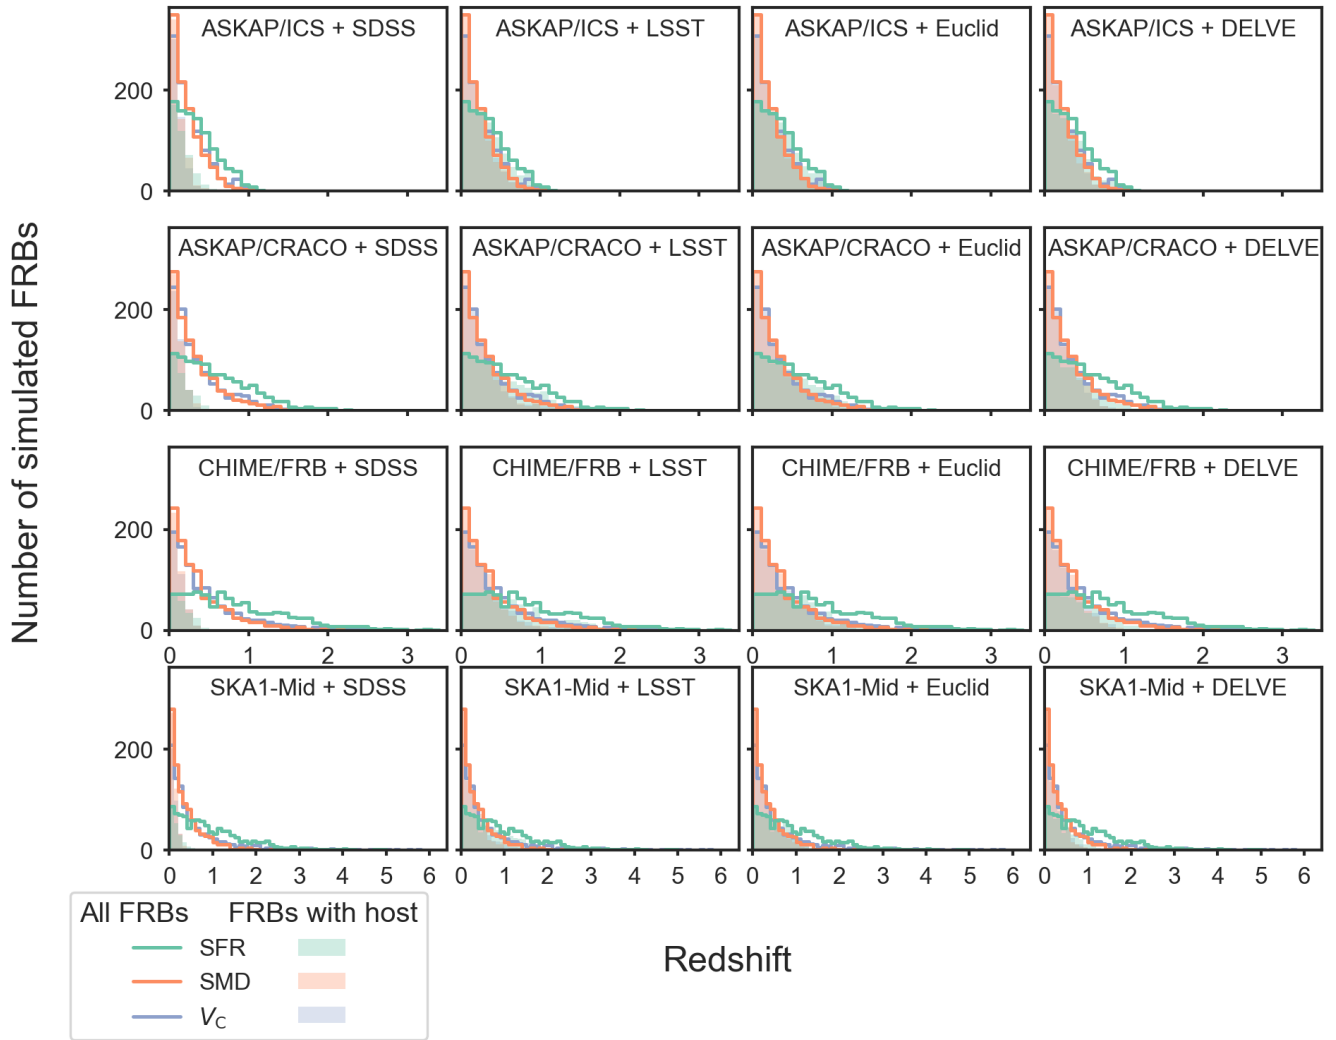 ASKAP/ICS + SDSS
ASKAP/ICS + LSST
ASKAP/ICS + Euclid
ASKAP/ICS + DELVE
200
0
ASKAP/CRACO + SDSS
ASKAP/CRACO + LSST
ASKAP/CRACO + Euclid
ASKAP/CRACO + DELVE
200
0
Number of simulated FRBs
CHIME/FRB + SDSS
CHIME/FRB + LSST
CHIME/FRB + Euclid
CHIME/FRB + DELVE
200
0
0 1 2 3
0 1 2 3
0 1 2 3
0 1 2 3
SKA1-Mid + SDSS
SKA1-Mid + LSST
SKA1-Mid + Euclid
SKA1-Mid + DELVE
200
0
0 1 2 3 4 5 6
0 1 2 3 4 5 6
0 1 2 3 4 5 6
0 1 2 3 4 5 6
Redshift
All FRBs FRBs with host
SFR
SMD
V_C